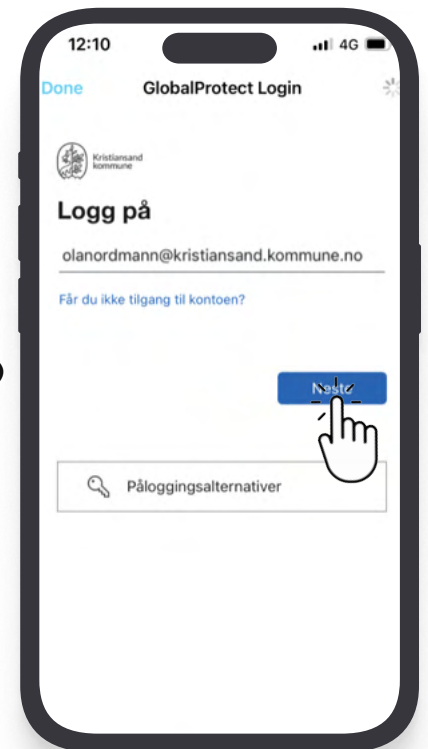 12:10
4G
Done
GlobalProtect Login
Kristiansand
kommune
Logg på
olanordmann@kristiansand.kommune.no
Får du ikke tilgang til kontoen?
Neste
Påloggingsalternativer